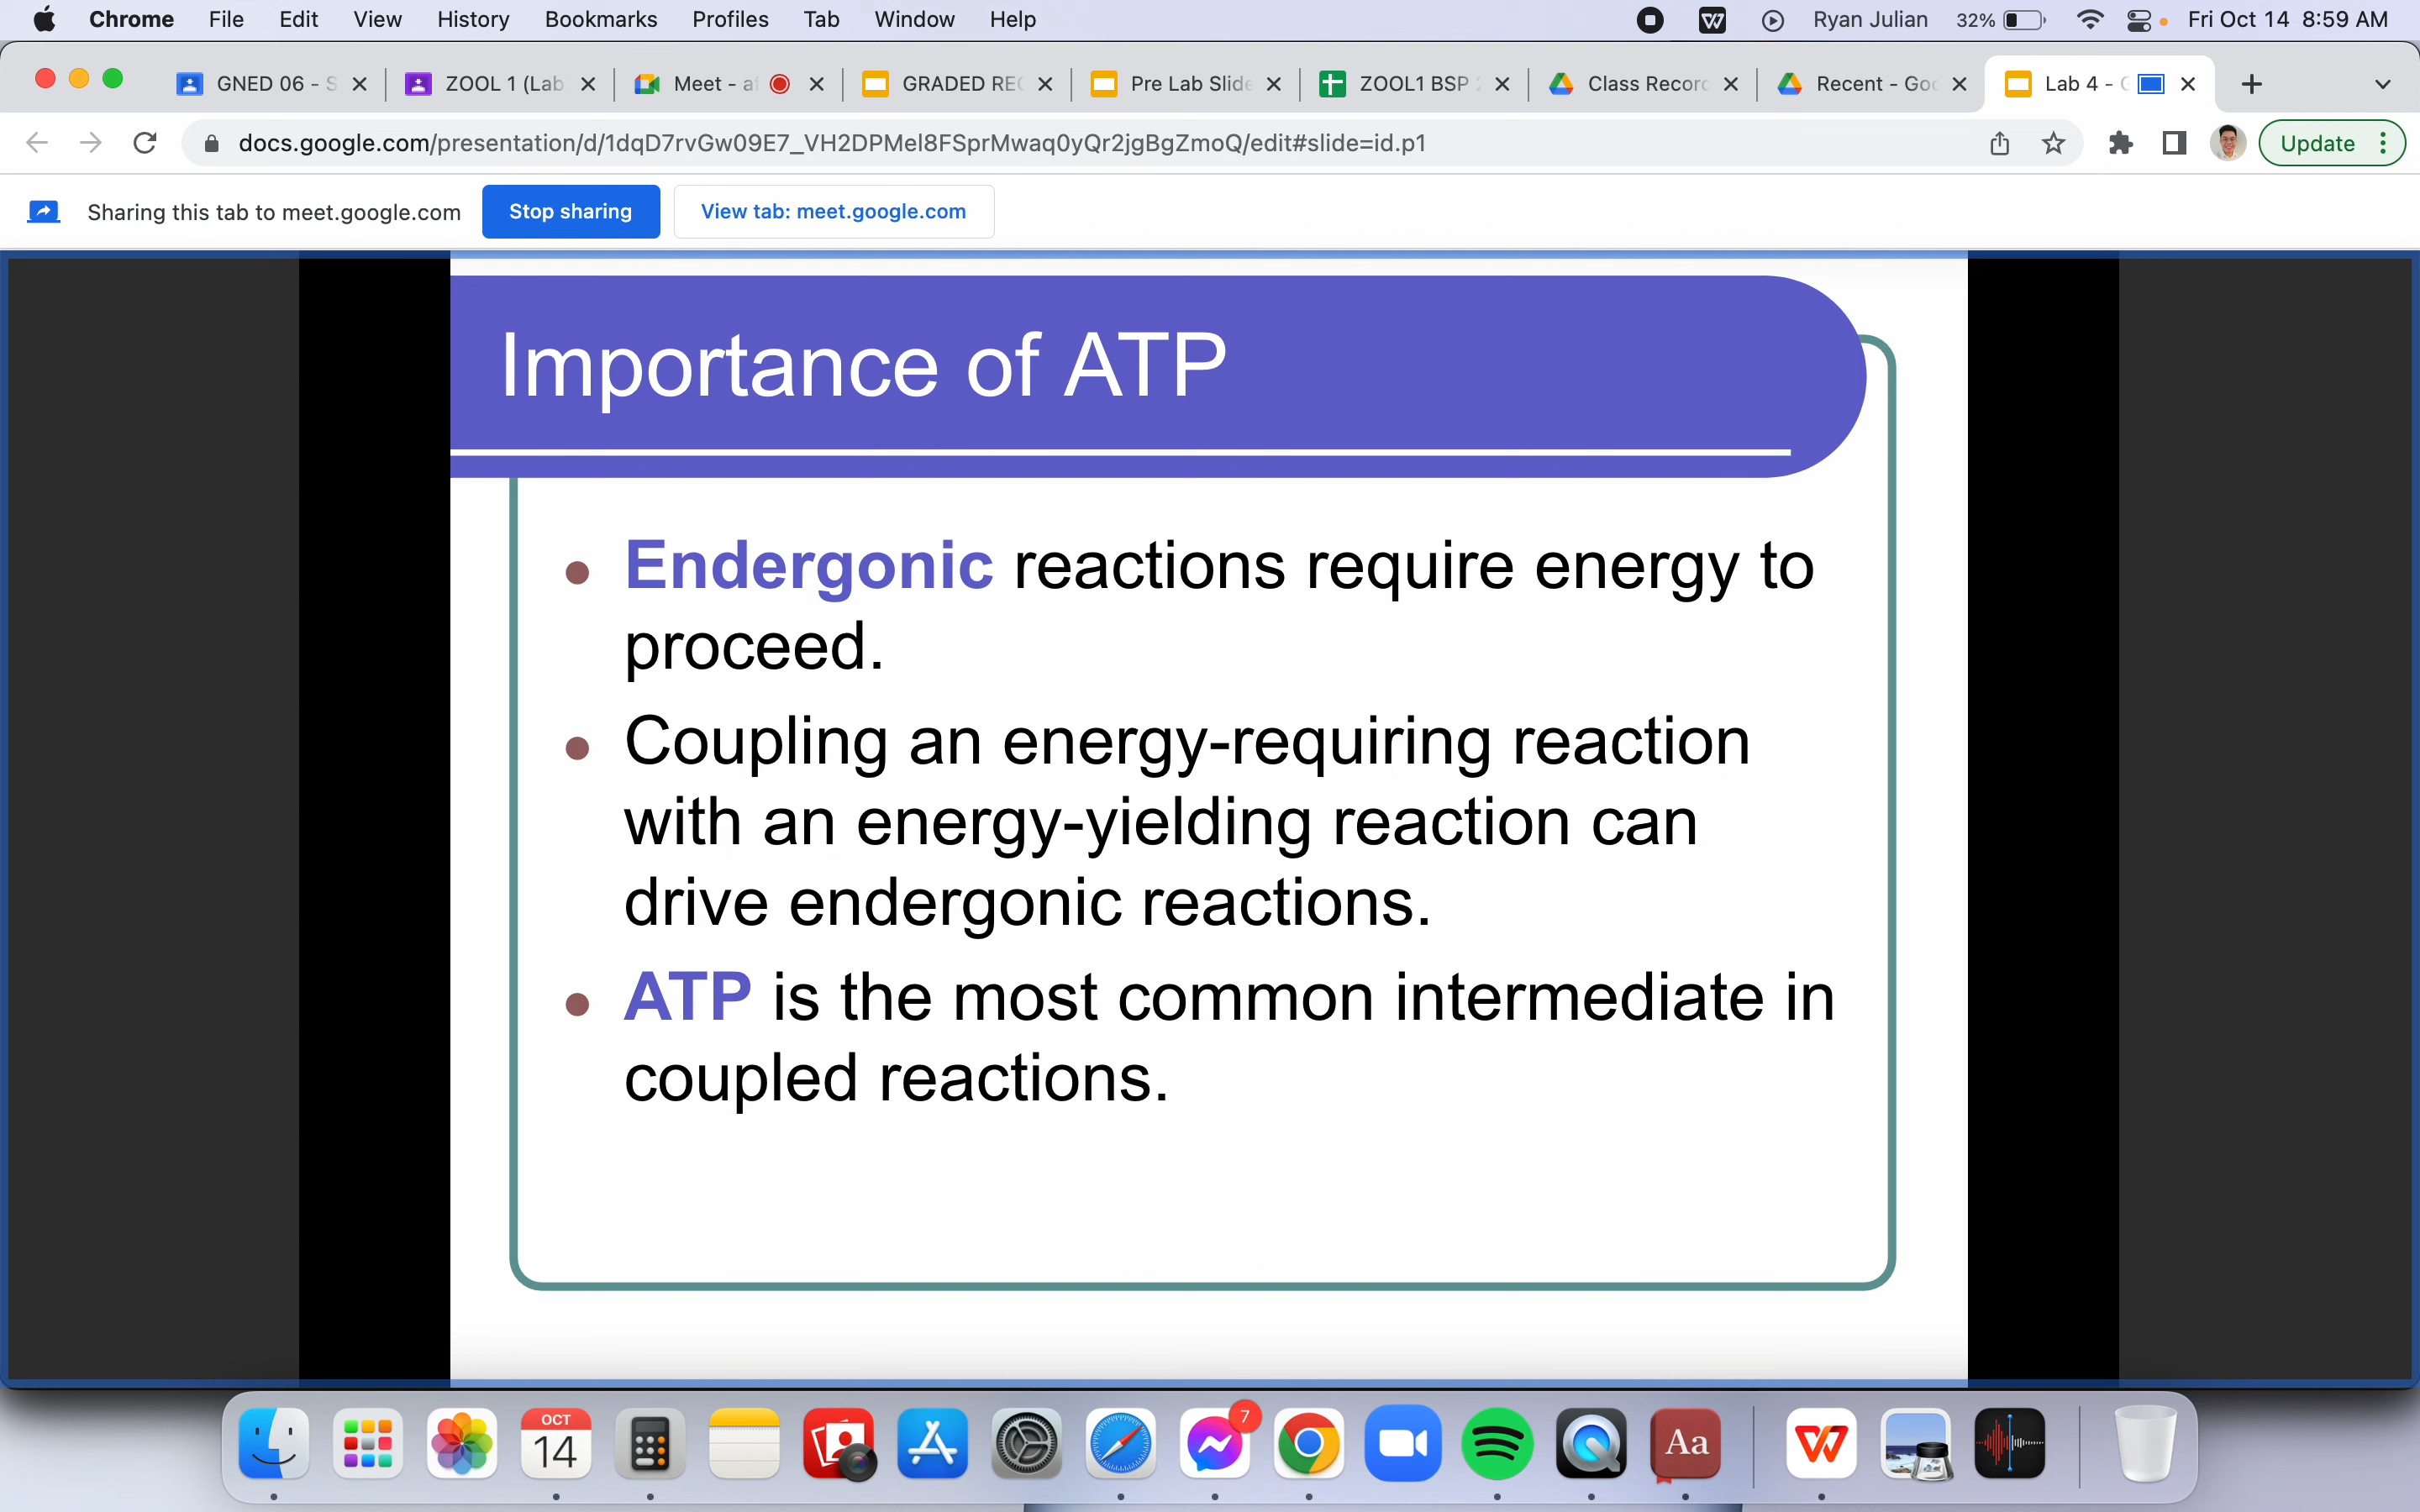 Chrome File Edit View History Bookmarks Profiles Tab Window Help Ryan Julian 32% Fri Oct 14 8:59 AM
GNED 06 - S ZOOL 1 (Lab Meet - a GRADED REC Pre Lab Slide ZOOL1 BSP Class Record Recent - Goo Lab 4 -
docs.google.com/presentation/d/1dqD7rvGw09E7_VH2DPMel8FSprMwaq0yQr2jgBgZmoQ/edit#slide=id.p1 Update
Sharing this tab to meet.google.com Stop sharing View tab: meet.google.com
Importance of ATP
• Endergonic reactions require energy to
proceed.
• Coupling an energy-requiring reaction
with an energy-yielding reaction can
drive endergonic reactions.
• ATP is the most common intermediate in
coupled reactions.
OCT
14
7
Aa